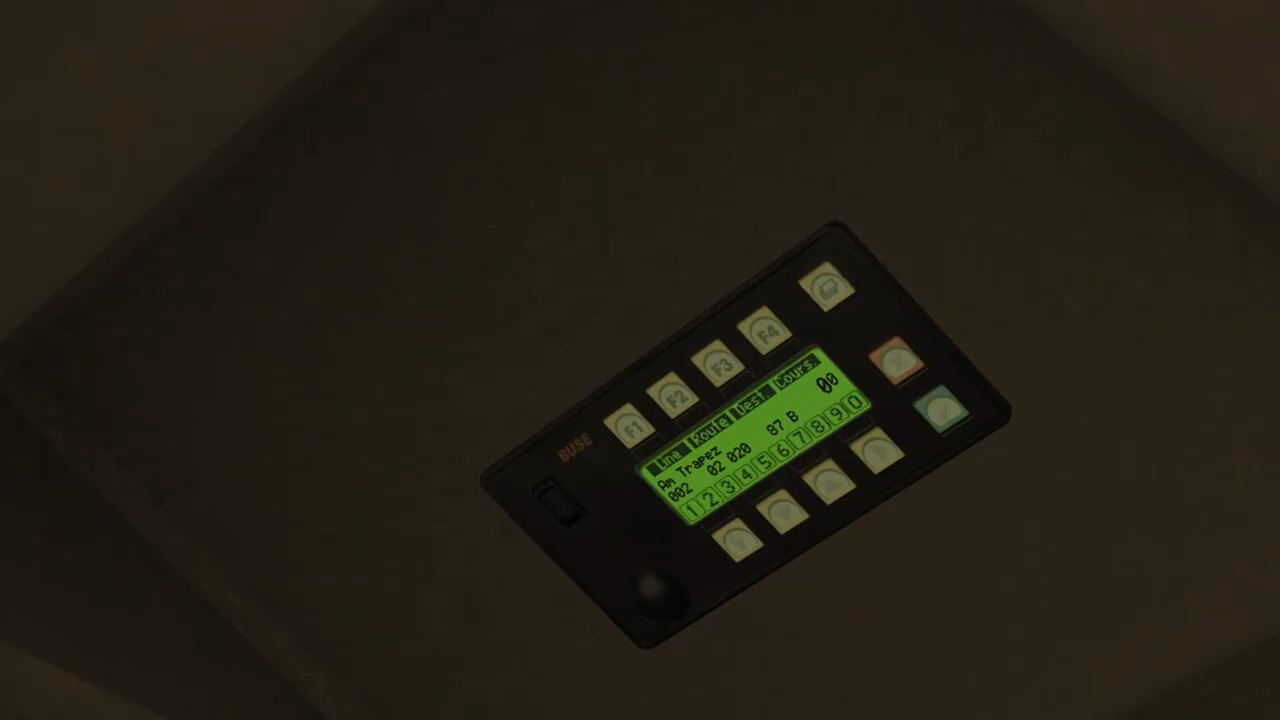 BUSE
F1 F2 F3 F4
Line Route Dest. Cours.
Am Trapez 00
002 02 020 87 B
1 2 3 4 5 6 7 8 9 0